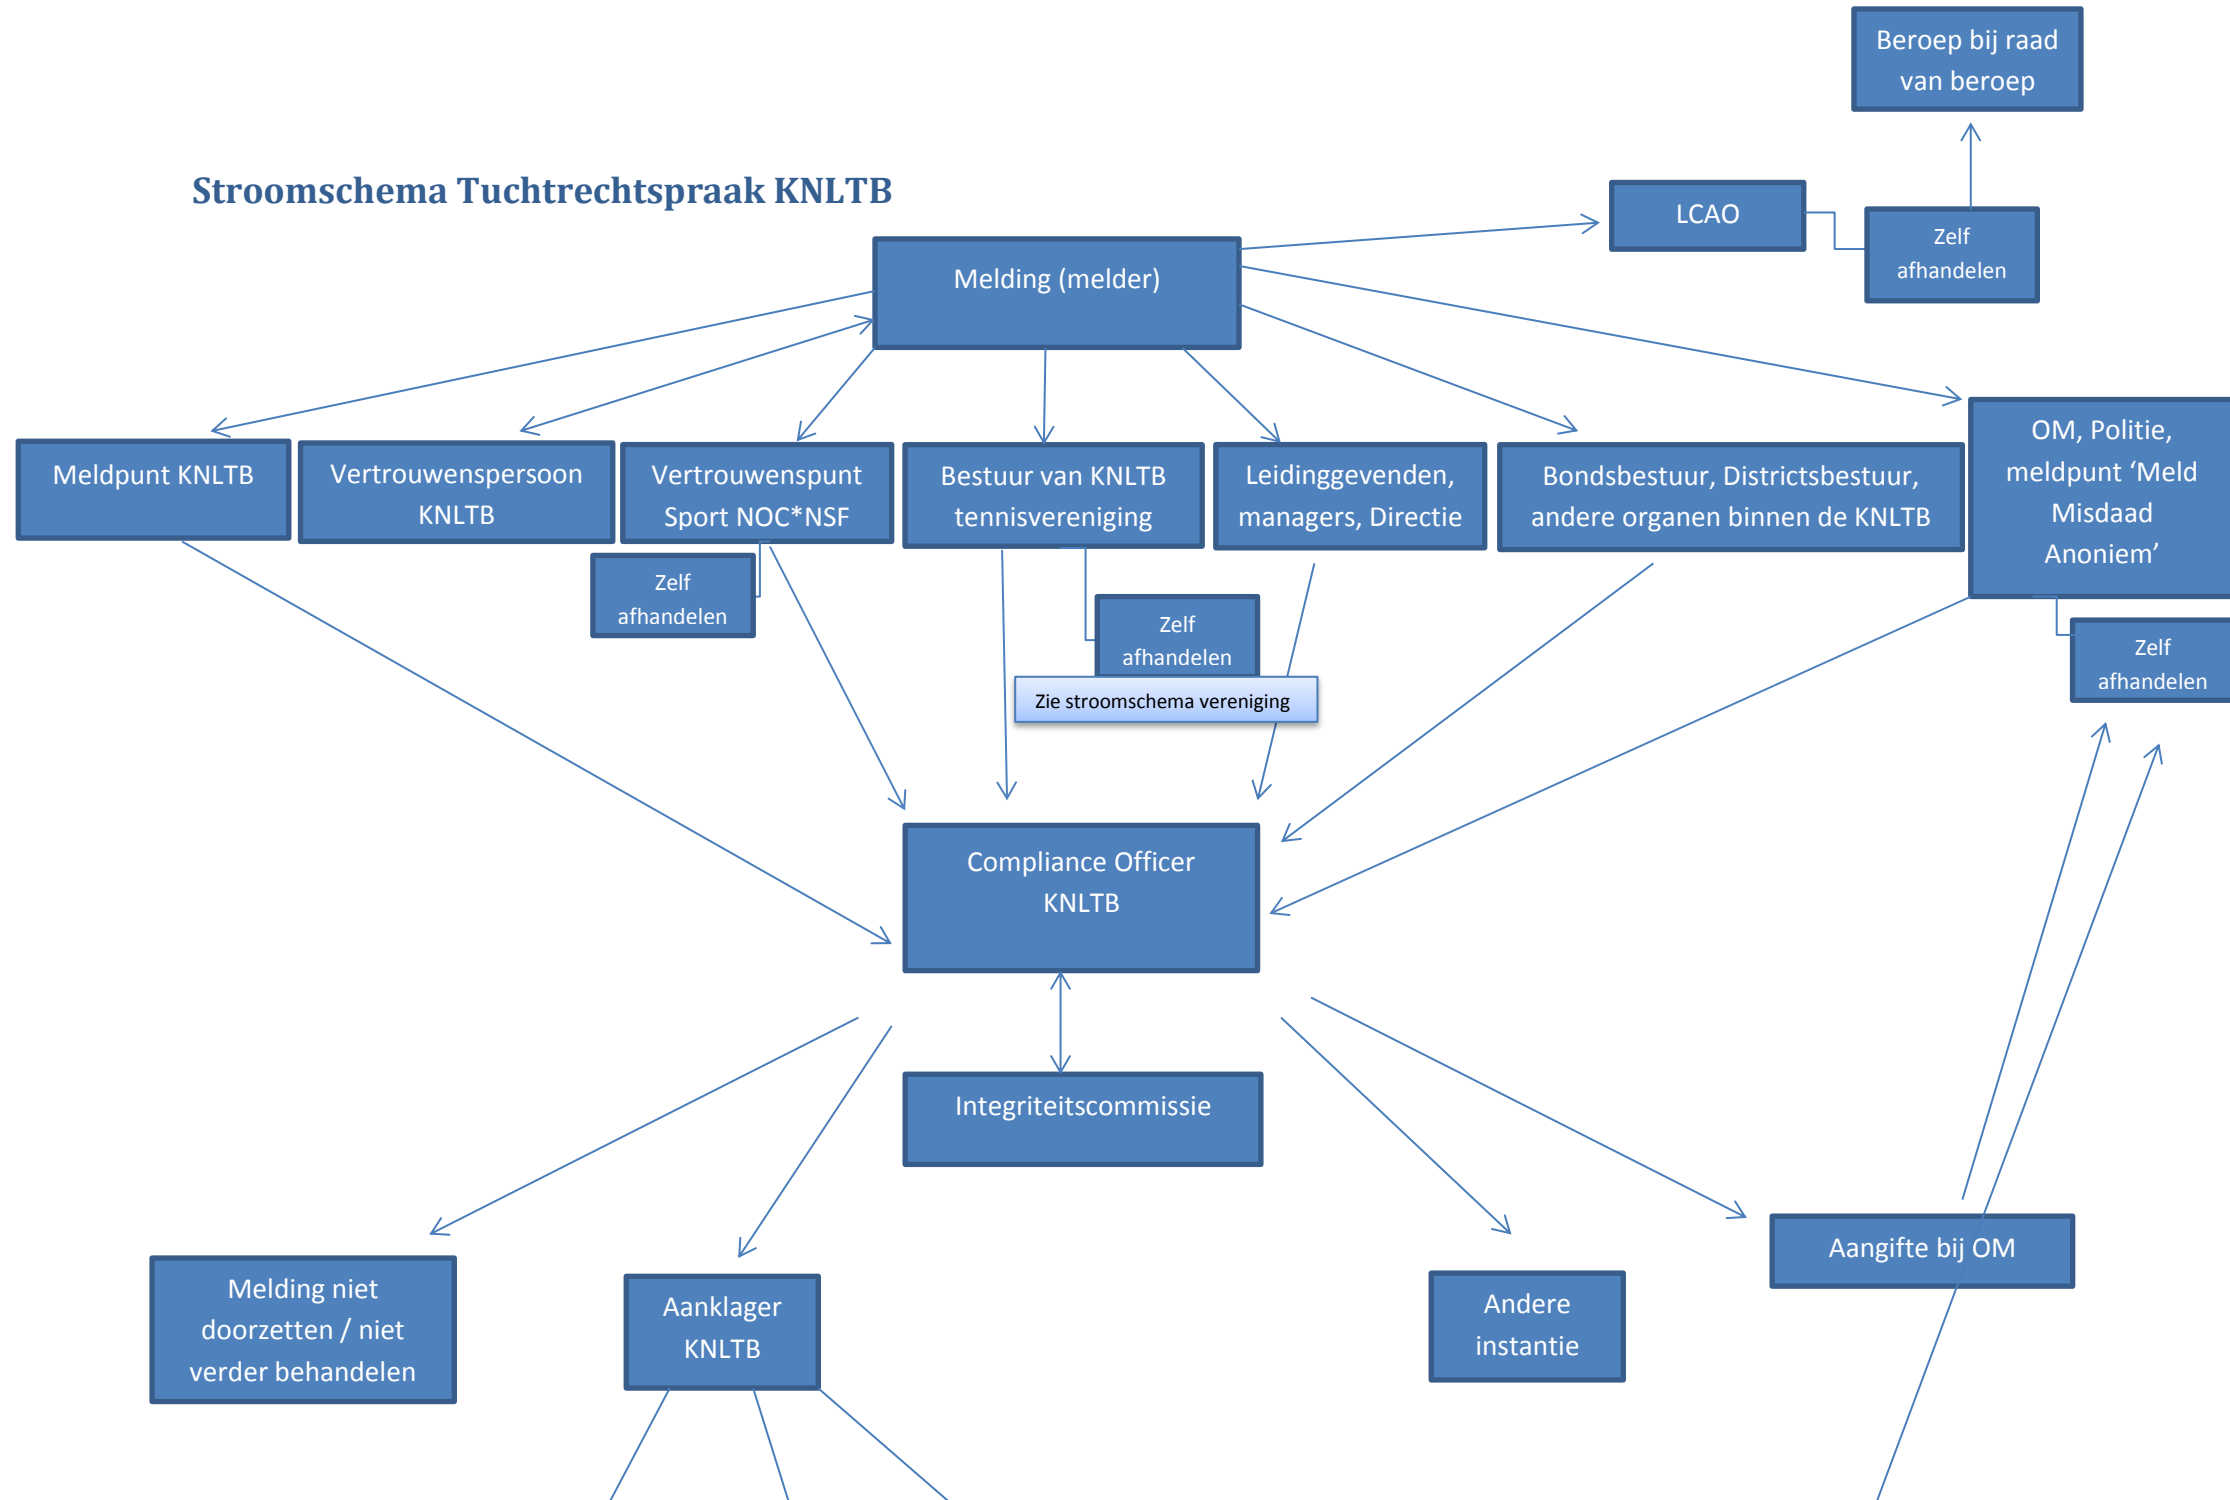 Beroep bij raad
van beroep
Stroomschema Tuchtrechtspraak KNLTB
LCAO
Zelf
afhandelen
Melding (melder)
Meldpunt KNLTB
Vertrouwenspersoon
KNLTB
Vertrouwenspunt
Sport NOC*NSF
Bestuur van KNLTB
tennisvereniging
Leidinggevenden,
managers, Directie
Bondsbestuur, Districtsbestuur,
andere organen binnen de KNLTB
OM, Politie,
meldpunt ‘Meld
Misdaad
Anoniem’
Zelf
afhandelen
Zelf
afhandelen
Zie stroomschema vereniging
Zelf
afhandelen
Compliance Officer
KNLTB
Integriteitscommissie
Melding niet
doorzetten / niet
verder behandelen
Aanklager
KNLTB
Andere
instantie
Aangifte bij OM